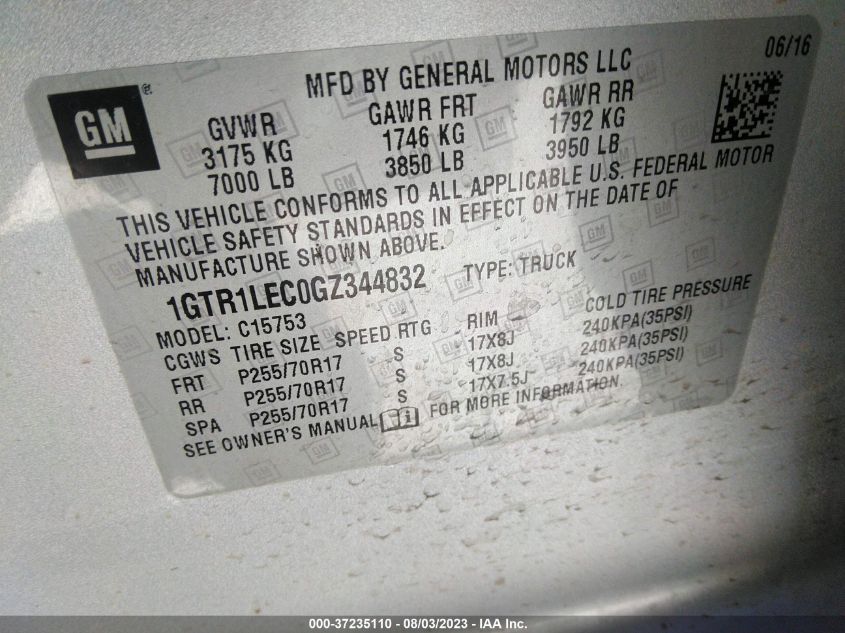 06/16
MFD BY GENERAL MOTORS LLC
GM ®
GVWR GAWR FRT GAWR RR
3175 KG 1746 KG 1792 KG
7000 LB 3850 LB 3950 LB
THIS VEHICLE CONFORMS TO ALL APPLICABLE U.S. FEDERAL MOTOR
VEHICLE SAFETY STANDARDS IN EFFECT ON THE DATE OF
MANUFACTURE SHOWN ABOVE.
1GTR1LEC0GZ344832 TYPE: TRUCK
MODEL: C15753
CGWS TIRE SIZE SPEED RTG RIM COLD TIRE PRESSURE
FRT P255/70R17 S 17X8J 240KPA(35PSI)
RR P255/70R17 S 17X8J 240KPA(35PSI)
SPA P255/70R17 S 17X7.5J 240KPA(35PSI)
SEE OWNER'S MANUAL FOR MORE INFORMATION.
000-37235110 - 08/03/2023 - IAA Inc.